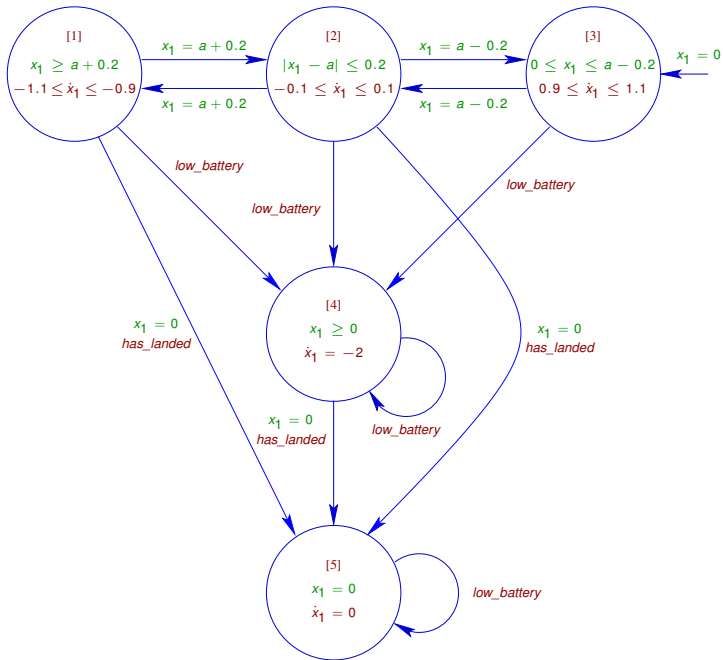 [1]
x₁ ≥ a + 0.2
−1.1 ≤ ẋ₁ ≤ −0.9
x₁ = a + 0.2
x₁ = a + 0.2
[2]
|x₁ − a| ≤ 0.2
−0.1 ≤ ẋ₁ ≤ 0.1
x₁ = a − 0.2
x₁ = a − 0.2
[3]
0 ≤ x₁ ≤ a − 0.2
0.9 ≤ ẋ₁ ≤ 1.1
x₁ = 0
low_battery
low_battery
low_battery
[4]
x₁ ≥ 0
ẋ₁ = −2
x₁ = 0
has_landed
x₁ = 0
has_landed
x₁ = 0
has_landed
low_battery
[5]
x₁ = 0
ẋ₁ = 0
low_battery